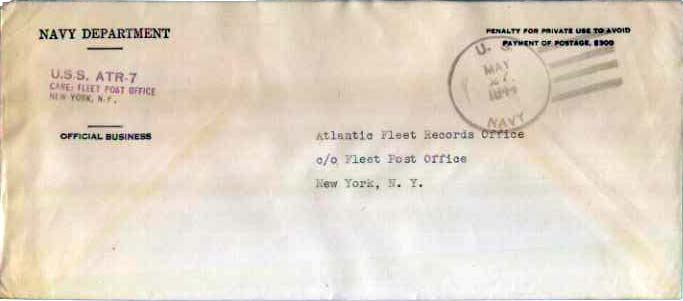 NAVY DEPARTMENT
PENALTY FOR PRIVATE USE TO AVOID
PAYMENT OF POSTAGE, $300
U.S.S. ATR-7
CARE: FLEET POST OFFICE
NEW YORK, N.Y.
OFFICIAL BUSINESS
U. S.
MAY
NAVY
Atlantic Fleet Records Office
c/o Fleet Post Office
New York, N. Y.